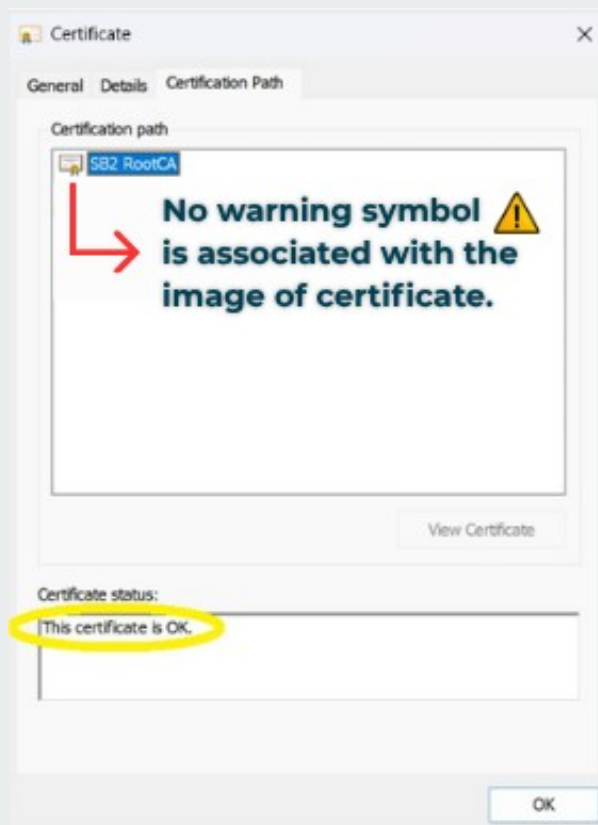 Certificate
General Details Certification Path
Certification path
SB2 RootCA
No warning symbol
is associated with the
image of certificate.
View Certificate
Certificate status:
This certificate is OK.
OK